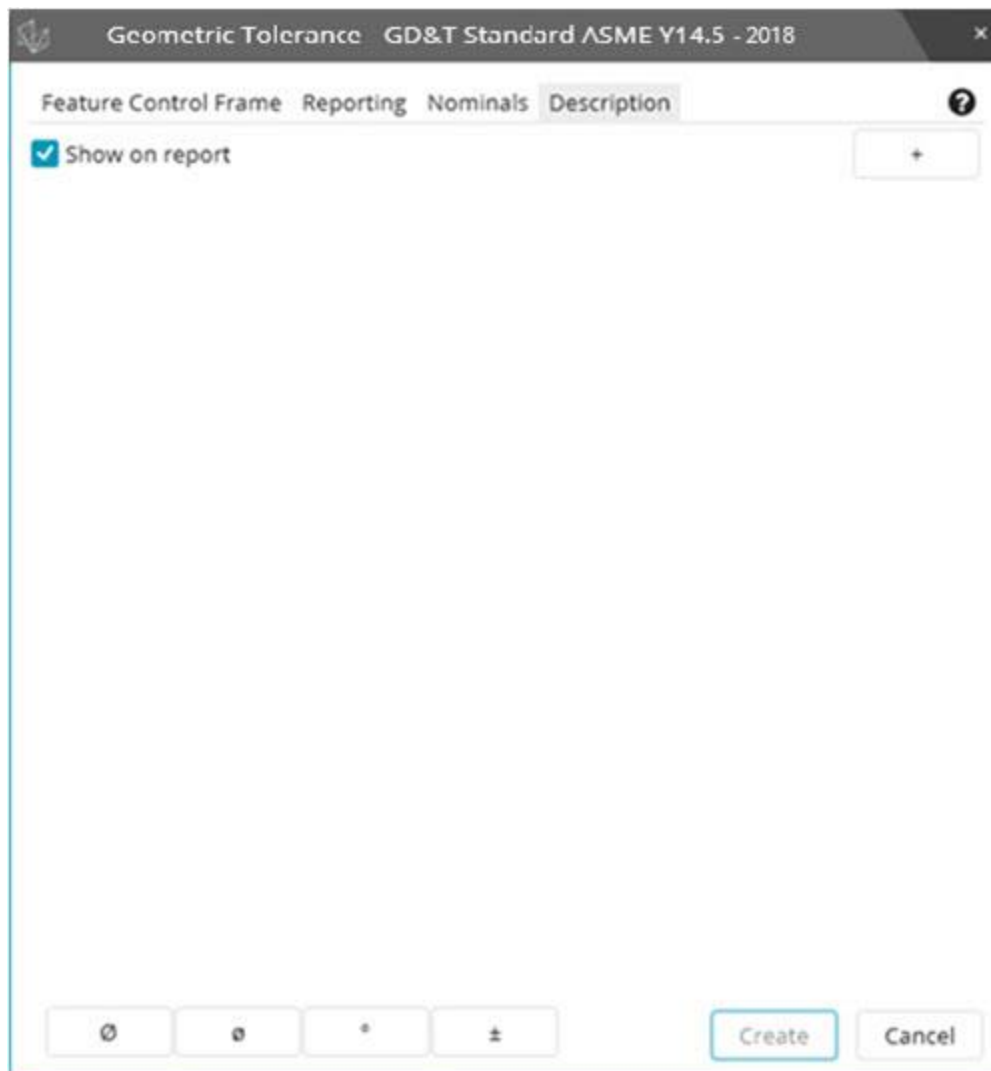 Geometric Tolerance GD&T Standard ASME Y14.5 - 2018 ×
Feature Control Frame Reporting Nominals Description ?
Show on report +
Ø ø ° ± Create Cancel